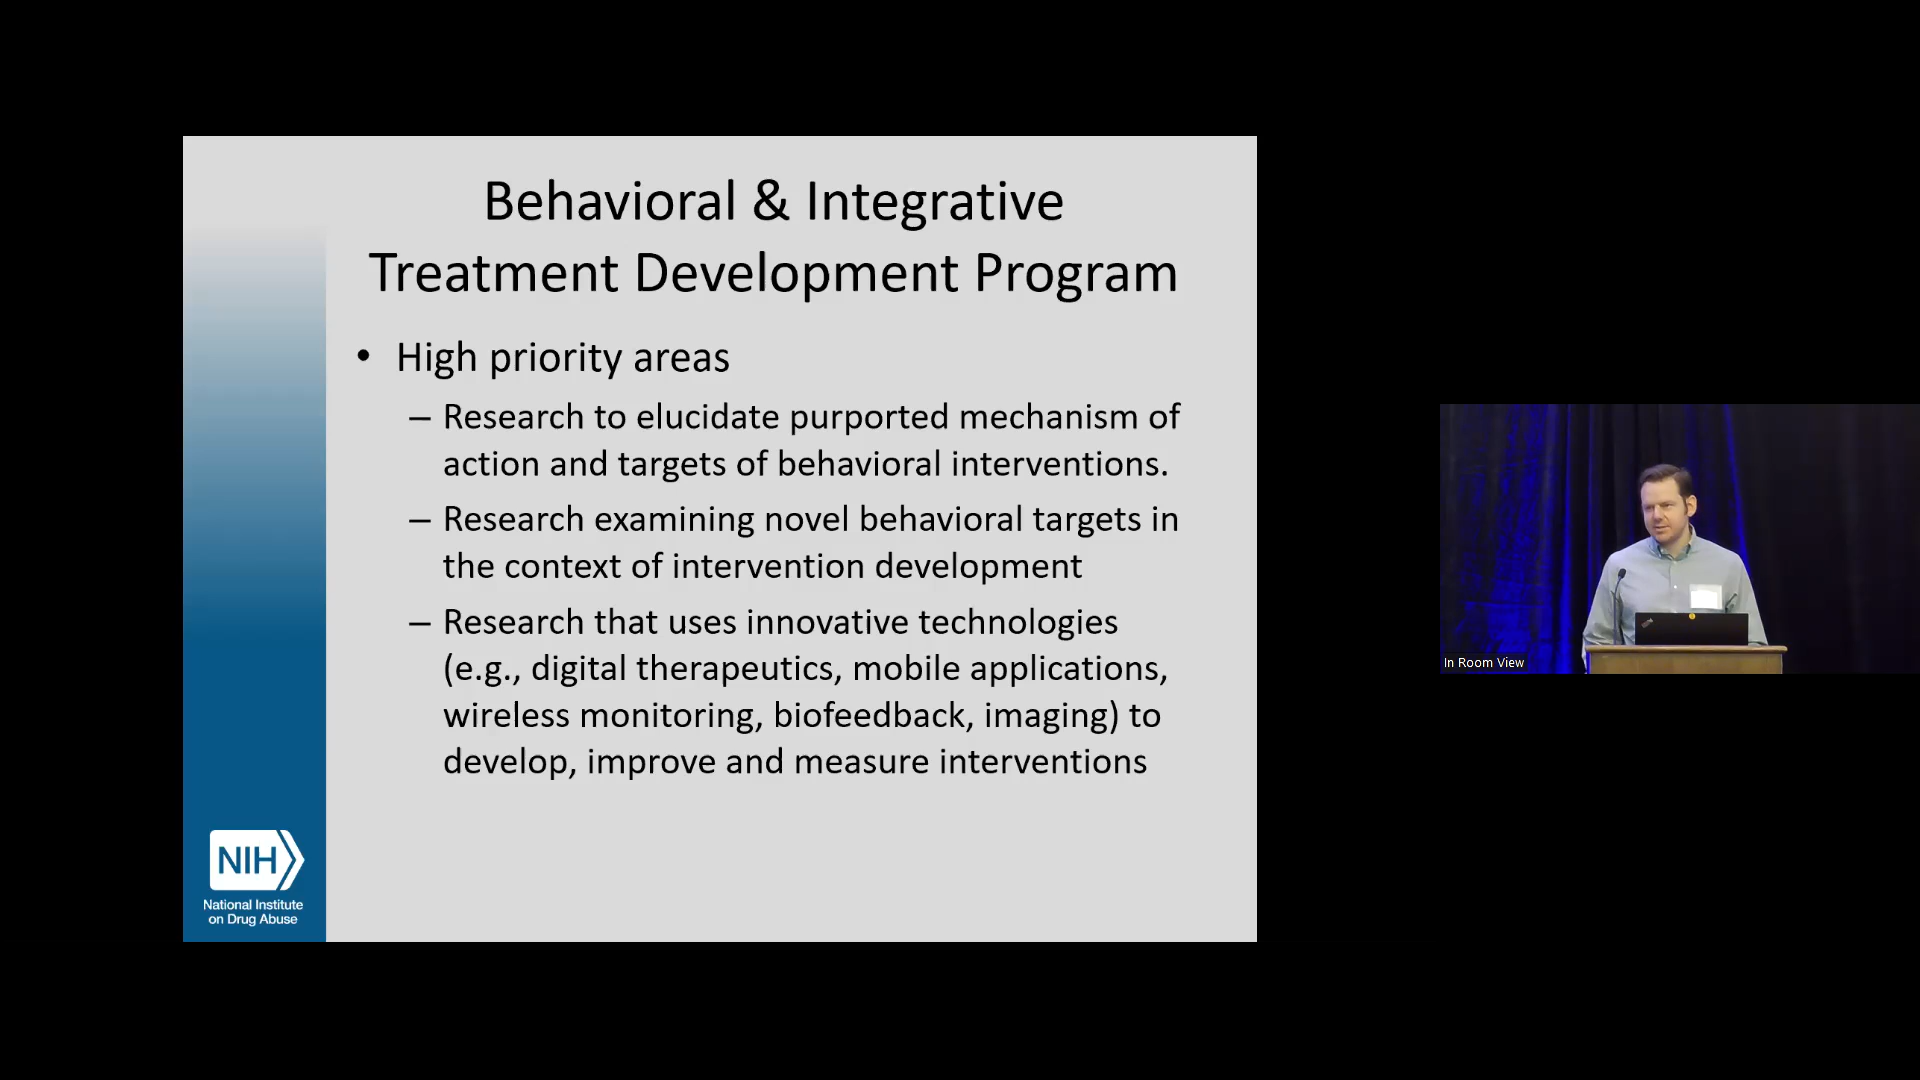 Behavioral & Integrative
Treatment Development Program
• High priority areas
– Research to elucidate purported mechanism of
action and targets of behavioral interventions.
– Research examining novel behavioral targets in
the context of intervention development
– Research that uses innovative technologies
(e.g., digital therapeutics, mobile applications,
wireless monitoring, biofeedback, imaging) to
develop, improve and measure interventions
NIH
National Institute
on Drug Abuse
In Room View